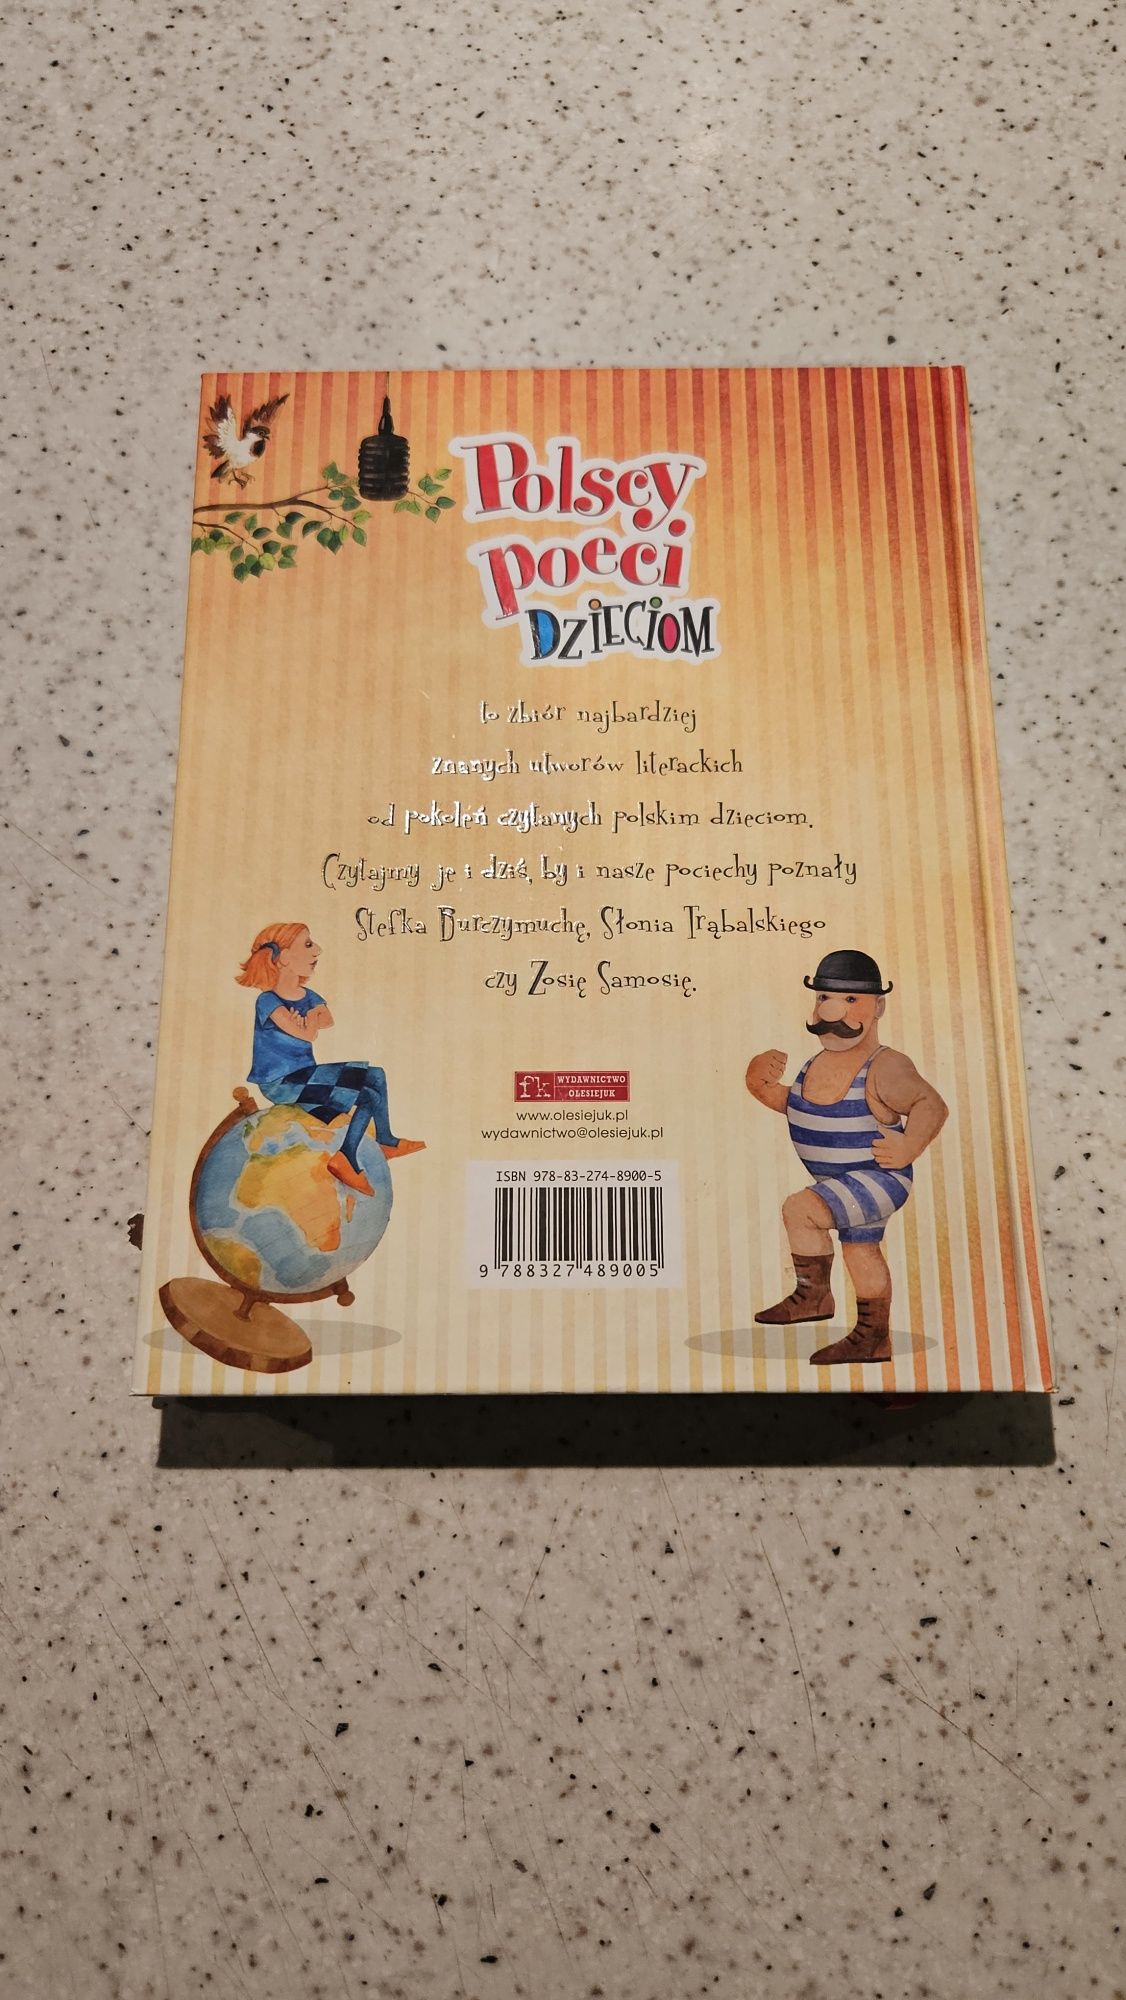 Polscy
poeci
DZIECIOM
to zbiór najbardziej
znanych utworów literackich
od pokoleń czytanych polskim dzieciom.
Czytajmy je i dziś, by i nasze pociechy poznały
Stefka Burczymuchę, Słonia Trąbalskiego
czy Zosię Samosię.
fk WYDAWNICTWO
OLESIEJUK
www.olesiejuk.pl
wydawnictwo@olesiejuk.pl
ISBN 978-83-274-8900-5
9 788327 489005